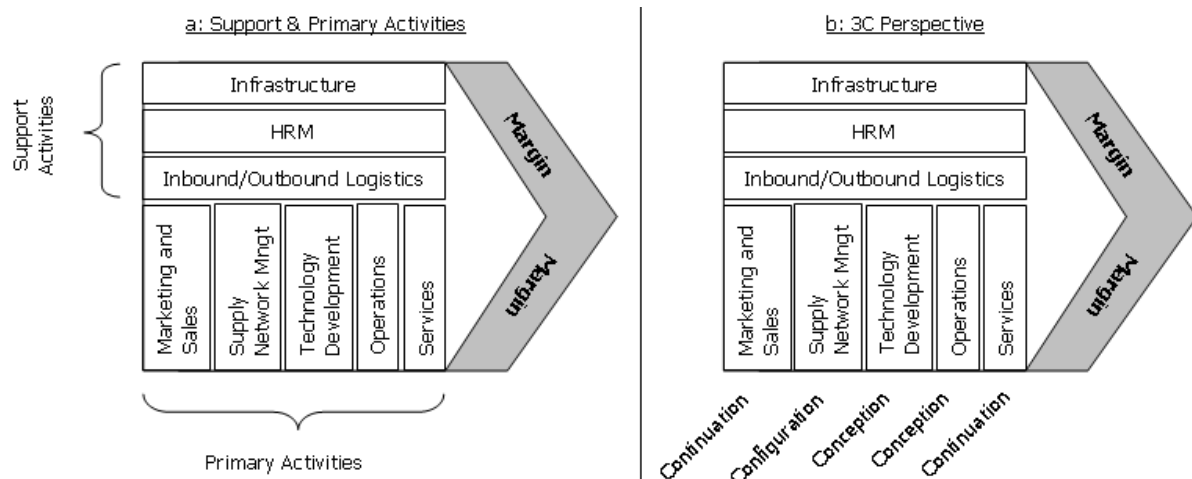 a: Support & Primary Activities
Support
Activities
Infrastructure
HRM
Inbound/Outbound Logistics
Marketing and
Sales
Supply
Network Mngt
Technology
Development
Operations
Services
Margin
Margin
Primary Activities
b: 3C Perspective
Infrastructure
HRM
Inbound/Outbound Logistics
Marketing and
Sales
Supply
Network Mngt
Technology
Development
Operations
Services
Margin
Margin
Continuation
Configuration
Conception
Conception
Continuation